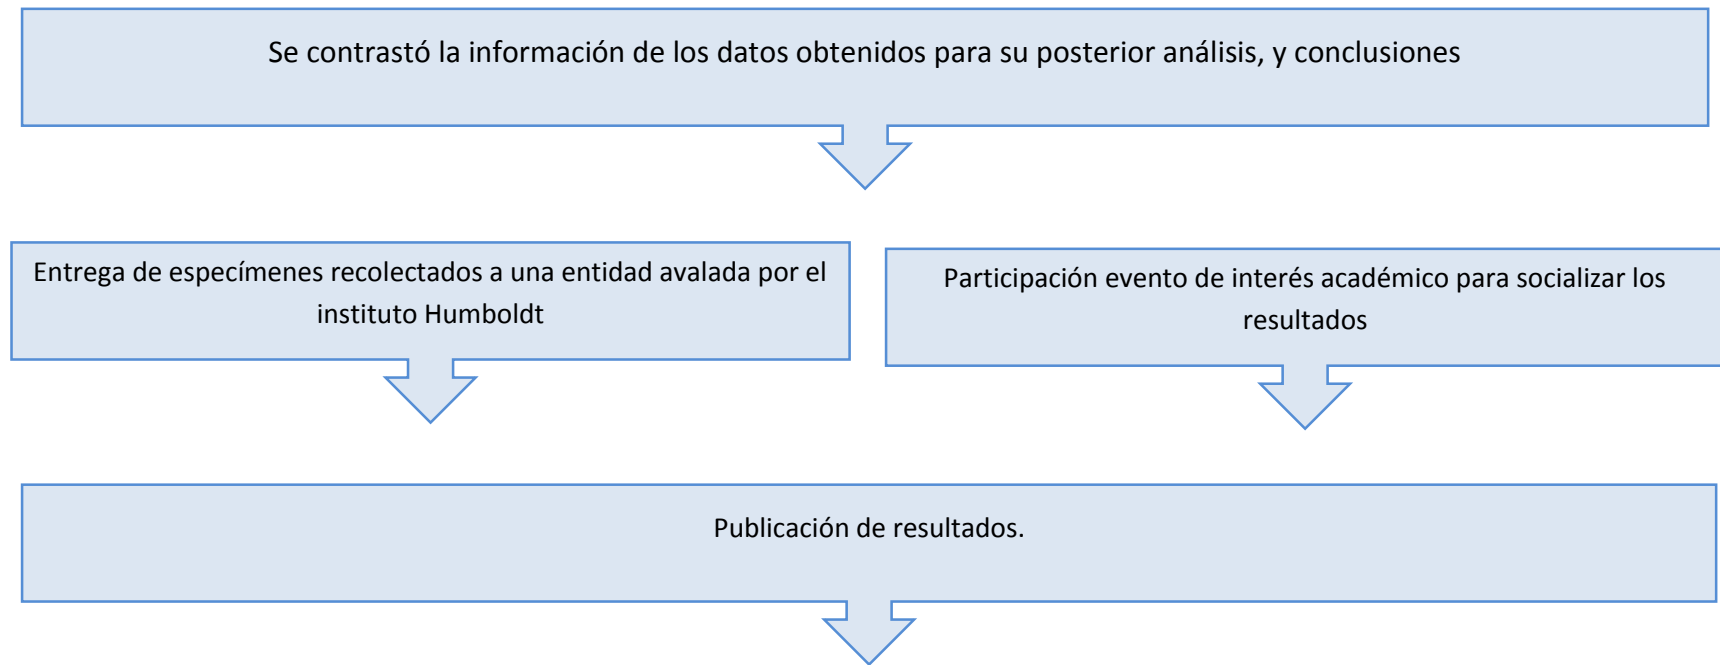 Se contrastó la información de los datos obtenidos para su posterior análisis, y conclusiones
Entrega de especímenes recolectados a una entidad avalada por el
instituto Humboldt
Participación evento de interés académico para socializar los
resultados
Publicación de resultados.